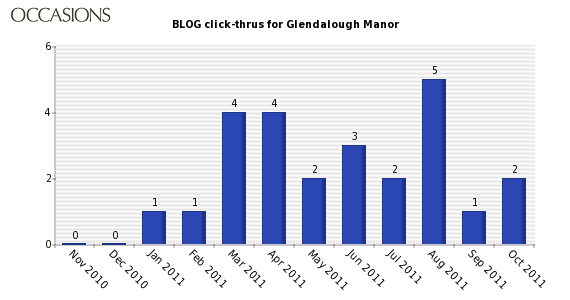 OCCASIONS
BLOG click-thrus for Glendalough Manor
6
4
2
0
0
0
1
1
4
4
2
3
2
5
1
2
Nov 2010
Dec 2010
Jan 2011
Feb 2011
Mar 2011
Apr 2011
May 2011
Jun 2011
Jul 2011
Aug 2011
Sep 2011
Oct 2011